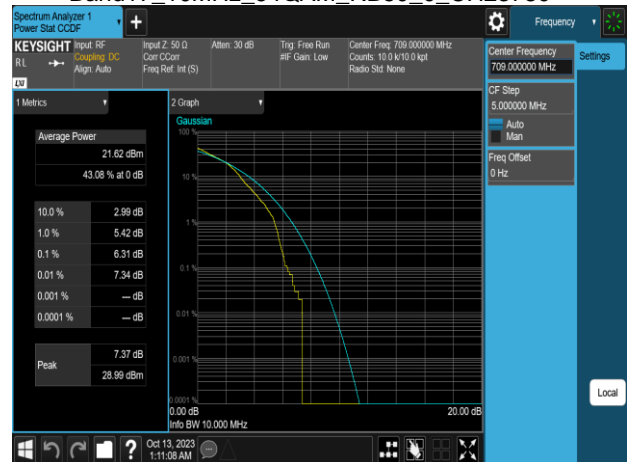 Spectrum Analyzer 1
Power Stat CCDF
+
Frequency
KEYSIGHT
RL
LXI
Input: RF
Coupling: DC
Align: Auto
Input Z: 50 Ω
Corr CCorr
Freq Ref: Int (S)
Atten: 30 dB
Trig: Free Run
#IF Gain: Low
Center Freq: 709.000000 MHz
Counts: 10.0 k/10.0 kpt
Radio Std: None
Center Frequency
709.000000 MHz
Settings
CF Step
5.000000 MHz
Auto
Man
Freq Offset
0 Hz
1 Metrics
2 Graph
Average Power
21.62 dBm
43.08 % at 0 dB
10.0 % 2.99 dB
1.0 % 5.42 dB
0.1 % 6.31 dB
0.01 % 7.34 dB
0.001 % --- dB
0.0001 % --- dB
Peak
7.37 dB
28.99 dBm
Gaussian
100 %
10 %
1 %
0.1 %
0.01 %
0.001 %
0.0001 %
0.00 dB 20.00 dB
Info BW 10.000 MHz
Local
?
Oct 13, 2023
1:11:08 AM